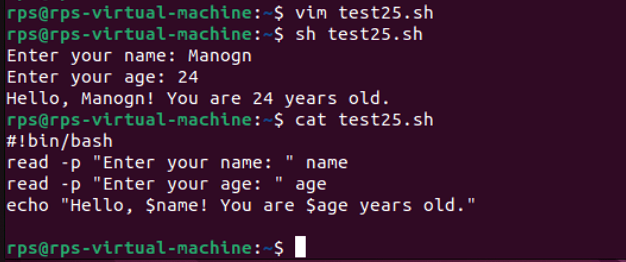 rps@rps-virtual-machine:~$ vim test25.sh
rps@rps-virtual-machine:~$ sh test25.sh
Enter your name: Manogn
Enter your age: 24
Hello, Manogn! You are 24 years old.
rps@rps-virtual-machine:~$ cat test25.sh
#!bin/bash
read -p "Enter your name: " name
read -p "Enter your age: " age
echo "Hello, $name! You are $age years old."
rps@rps-virtual-machine:~$